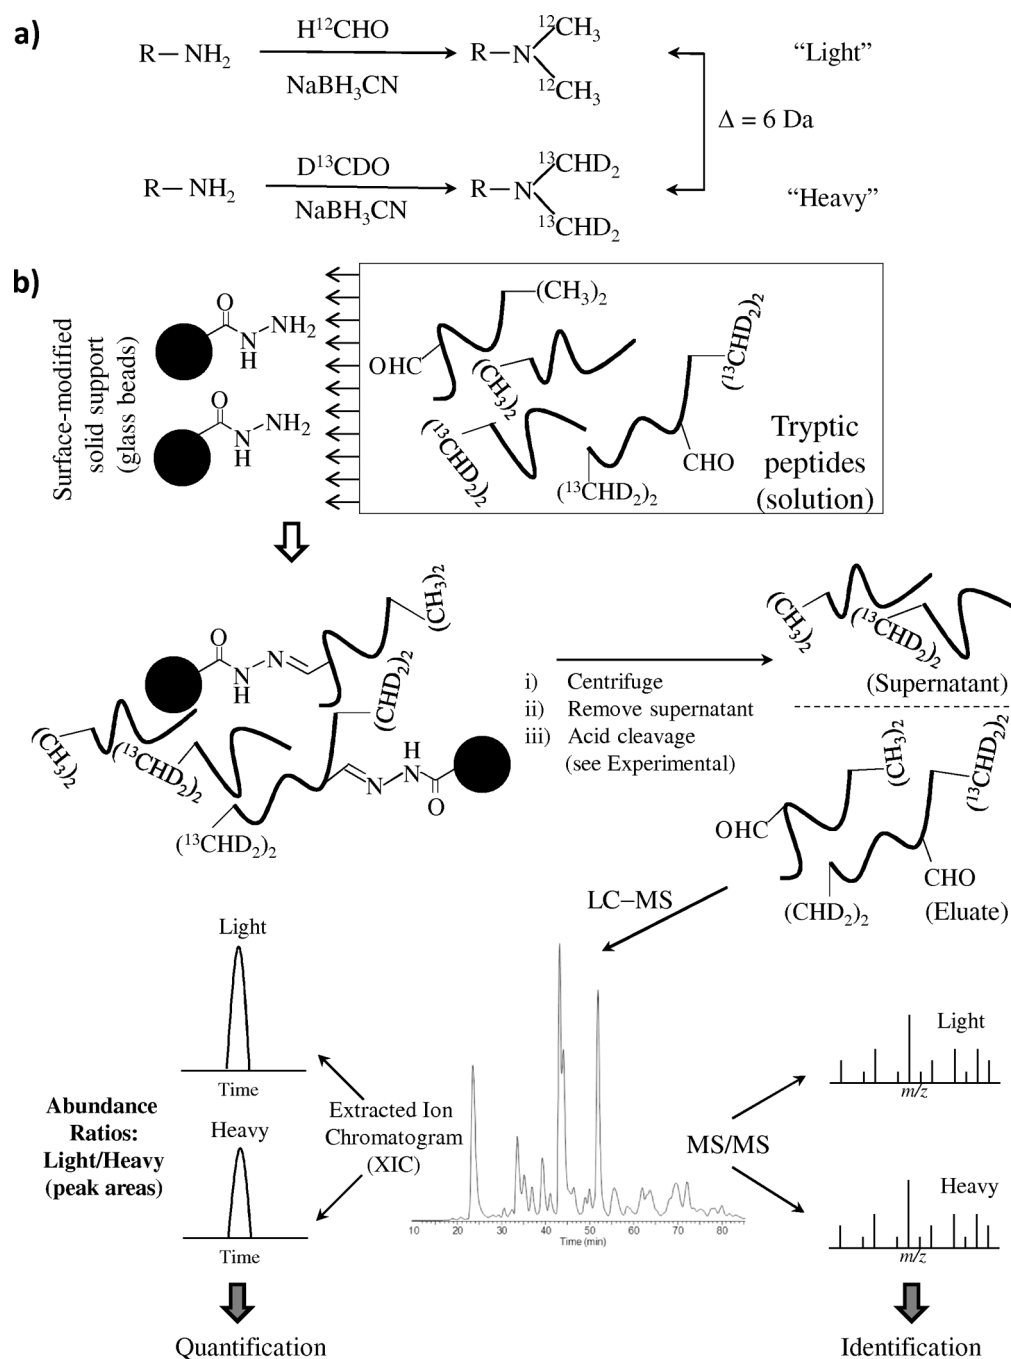 a)
H¹²CHO
R–NH₂
NaBH₃CN
¹²CH₃
R–N
¹²CH₃
"Light"
Δ = 6 Da
D¹³CDO
R–NH₂
NaBH₃CN
¹³CHD₂
R–N
¹³CHD₂
"Heavy"
b)
Surface-modified
solid support
(glass beads)
O
N
H
NH₂
O
N
H
NH₂
(CH₃)₂
OHC
(CH₃)₂
(¹³CHD₂)₂
(¹³CHD₂)₂
(¹³CHD₂)₂
CHO
Tryptic
peptides
(solution)
O
N
H
N
(CH₃)₂
(CHD₂)₂
(CH₃)₂
(¹³CHD₂)₂
(¹³CHD₂)₂
N
H
N
O
i) Centrifuge
ii) Remove supernatant
iii) Acid cleavage
(see Experimental)
(CH₃)₂
(¹³CHD₂)₂
(Supernatant)
(CH₃)₂
(¹³CHD₂)₂
OHC
CHO
(CHD₂)₂
(Eluate)
LC–MS
Light
Time
Abundance
Ratios:
Light/Heavy
(peak areas)
Heavy
Time
Extracted Ion
Chromatogram
(XIC)
10 20 30 40 50 60 70 80
Time (min)
MS/MS
Light
m/z
Heavy
m/z
Quantification
Identification